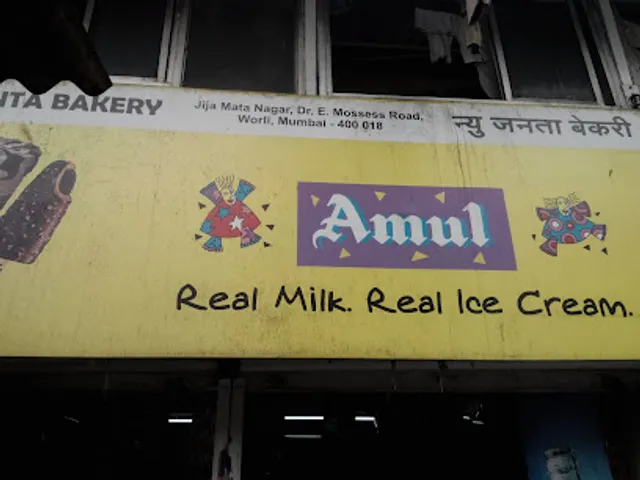 NTA BAKERY
Jija Mata Nagar, Dr. E. Mossess Road,
Worli, Mumbai - 400 018
न्यु जनता बेकरी
Amul
Real Milk. Real Ice Cream.